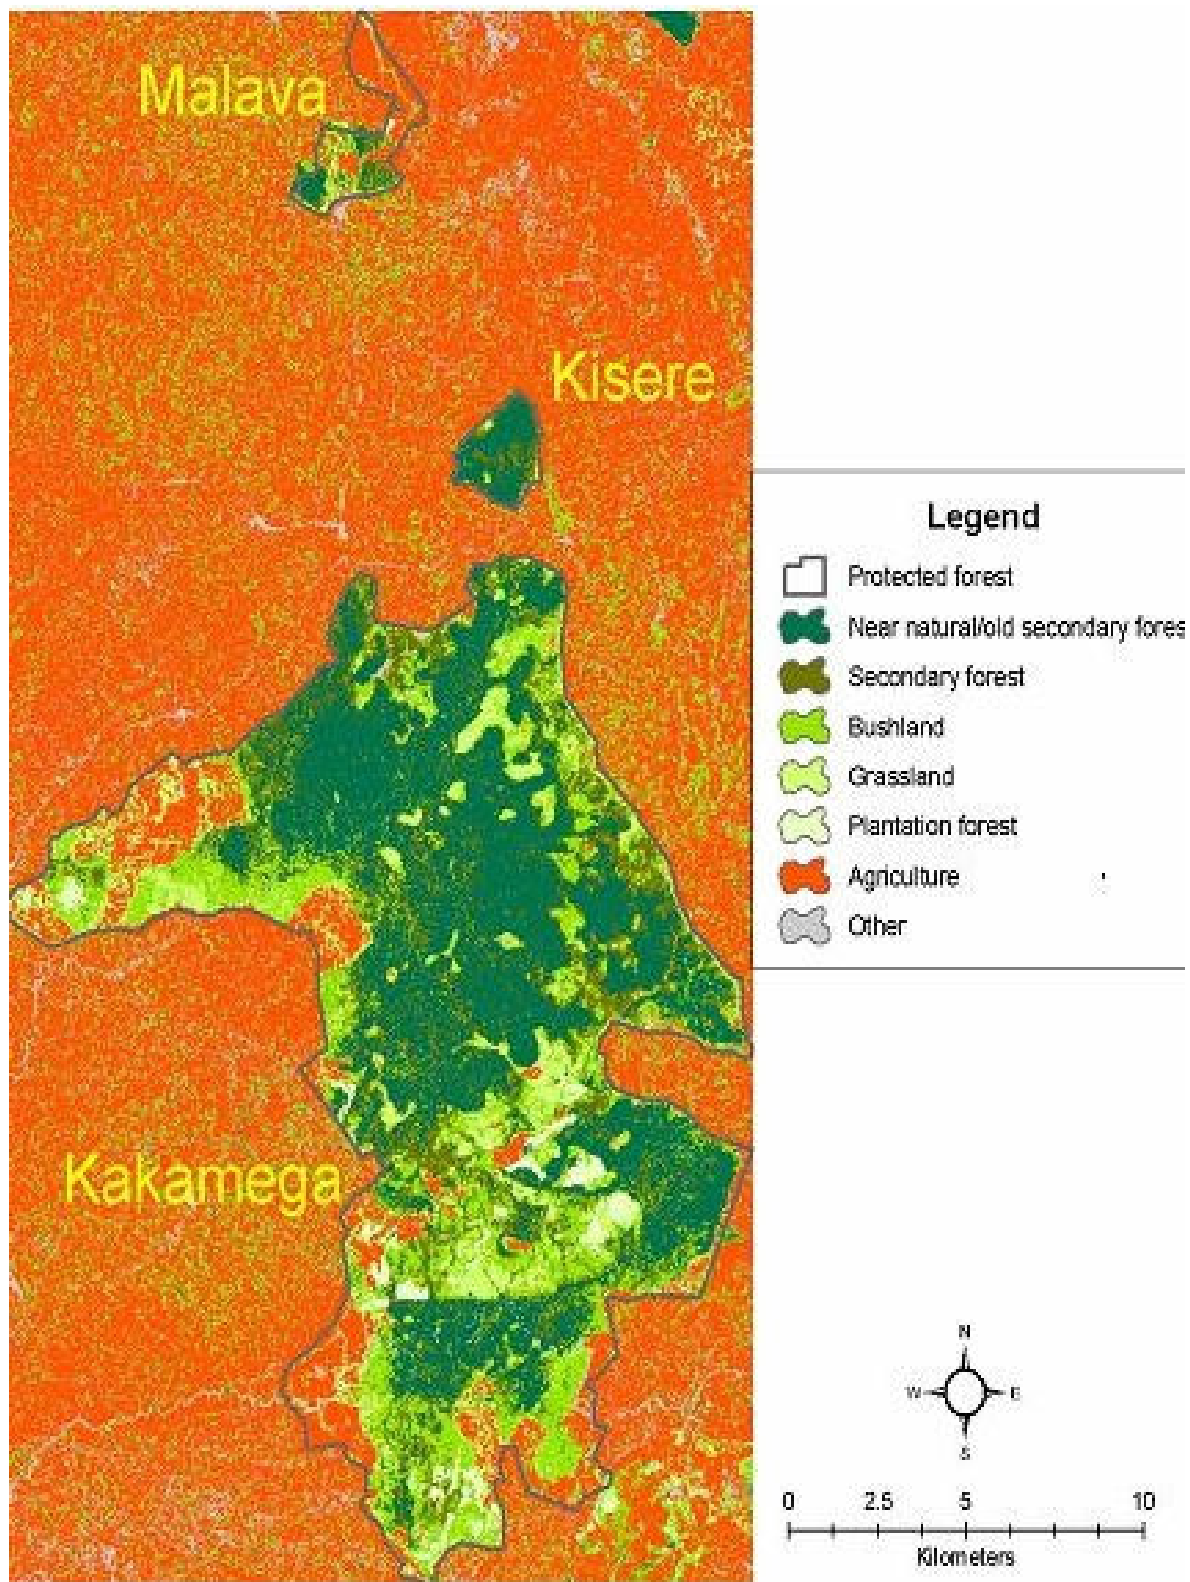 Malava
Kisere
Kakamega
Legend
Protected forest
Near natural/old secondary fores
Secondary forest
Bushland
Grassland
Plantation forest
Agriculture
Other
N
W E
S
0 2.5 5 10
Kilometers